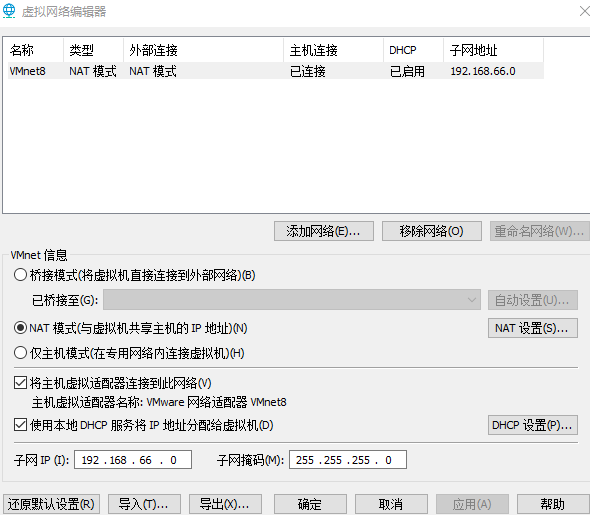 虚拟网络编辑器
名称 类型 外部连接 主机连接 DHCP 子网地址
VMnet8 NAT 模式 NAT 模式 已连接 已启用 192.168.66.0
添加网络(E)... 移除网络(O) 重命名网络(W)...
VMnet 信息
桥接模式(将虚拟机直接连接到外部网络)(B)
已桥接至(G): 自动设置(U)...
NAT 模式(与虚拟机共享主机的 IP 地址)(N) NAT 设置(S)...
仅主机模式(在专用网络内连接虚拟机)(H)
将主机虚拟适配器连接到此网络(V)
主机虚拟适配器名称: VMware 网络适配器 VMnet8
使用本地 DHCP 服务将 IP 地址分配给虚拟机(D) DHCP 设置(P)...
子网 IP (I): 192 .168 . 66 . 0 子网掩码(M): 255 .255 .255 . 0
还原默认设置(R) 导入(T)... 导出(X)... 确定 取消 应用(A) 帮助